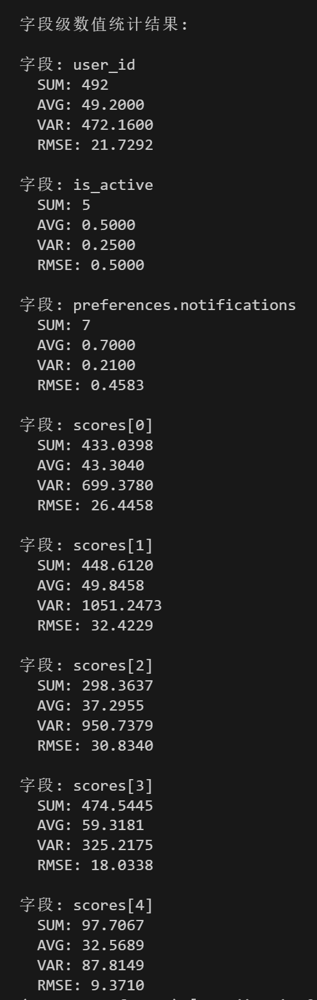 字段级数值统计结果:
字段: user_id
SUM: 492
AVG: 49.2000
VAR: 472.1600
RMSE: 21.7292
字段: is_active
SUM: 5
AVG: 0.5000
VAR: 0.2500
RMSE: 0.5000
字段: preferences.notifications
SUM: 7
AVG: 0.7000
VAR: 0.2100
RMSE: 0.4583
字段: scores[0]
SUM: 433.0398
AVG: 43.3040
VAR: 699.3780
RMSE: 26.4458
字段: scores[1]
SUM: 448.6120
AVG: 49.8458
VAR: 1051.2473
RMSE: 32.4229
字段: scores[2]
SUM: 298.3637
AVG: 37.2955
VAR: 950.7379
RMSE: 30.8340
字段: scores[3]
SUM: 474.5445
AVG: 59.3181
VAR: 325.2175
RMSE: 18.0338
字段: scores[4]
SUM: 97.7067
AVG: 32.5689
VAR: 87.8149
RMSE: 9.3710